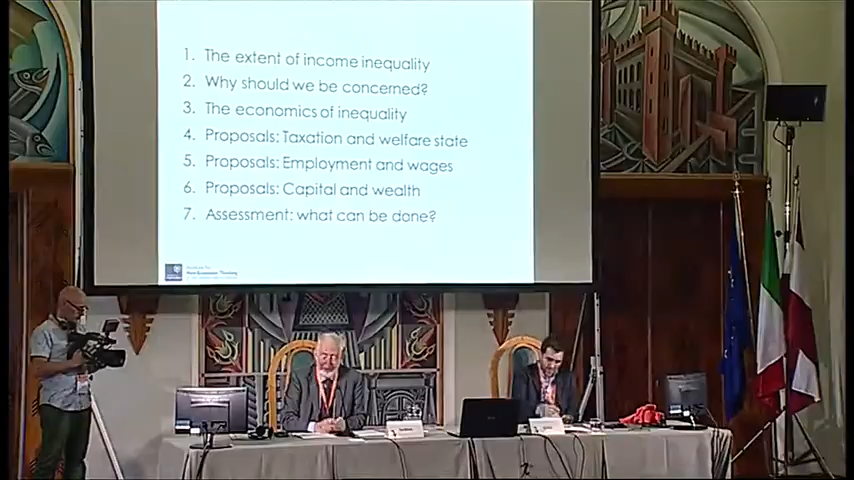 1. The extent of income inequality
2. Why should we be concerned?
3. The economics of inequality
4. Proposals: Taxation and welfare state
5. Proposals: Employment and wages
6. Proposals: Capital and wealth
7. Assessment: what can be done?